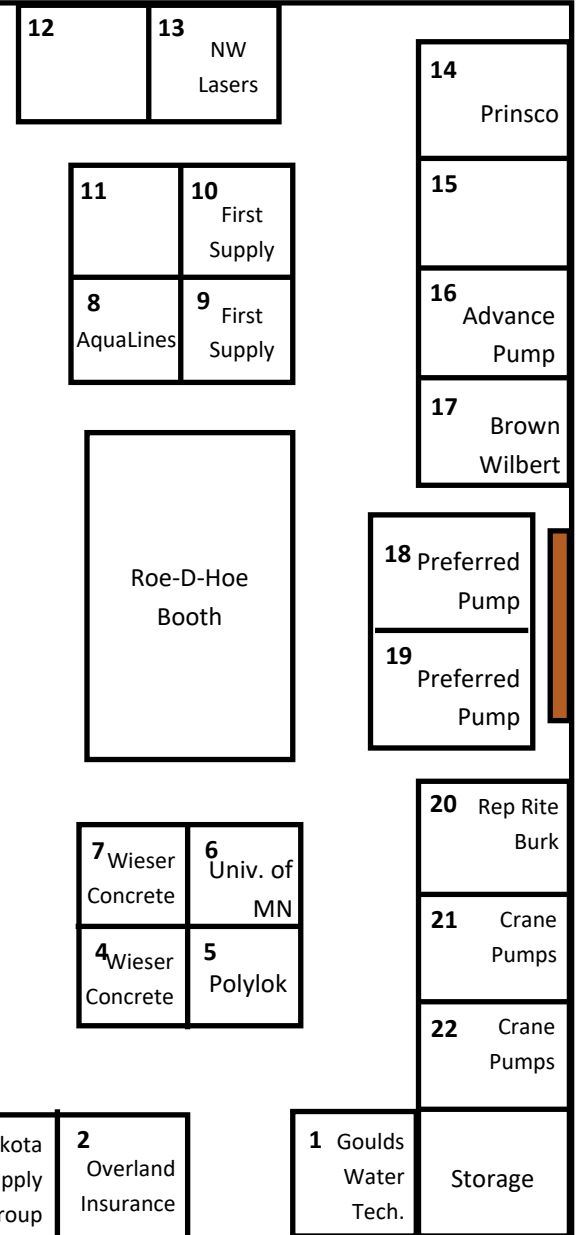 12
13
NW
Lasers
14
Prinsco
11
10
First
Supply
15
8
AquaLines
9
First
Supply
16
Advance
Pump
17
Brown
Wilbert
Roe-D-Hoe
Booth
18 Preferred
Pump
19
Preferred
Pump
20 Rep Rite
Burk
7 Wieser
Concrete
6
Univ. of
MN
21 Crane
Pumps
4 Wieser
Concrete
5
Polylok
22 Crane
Pumps
kota
pply
roup
2
Overland
Insurance
1 Goulds
Water
Tech.
Storage